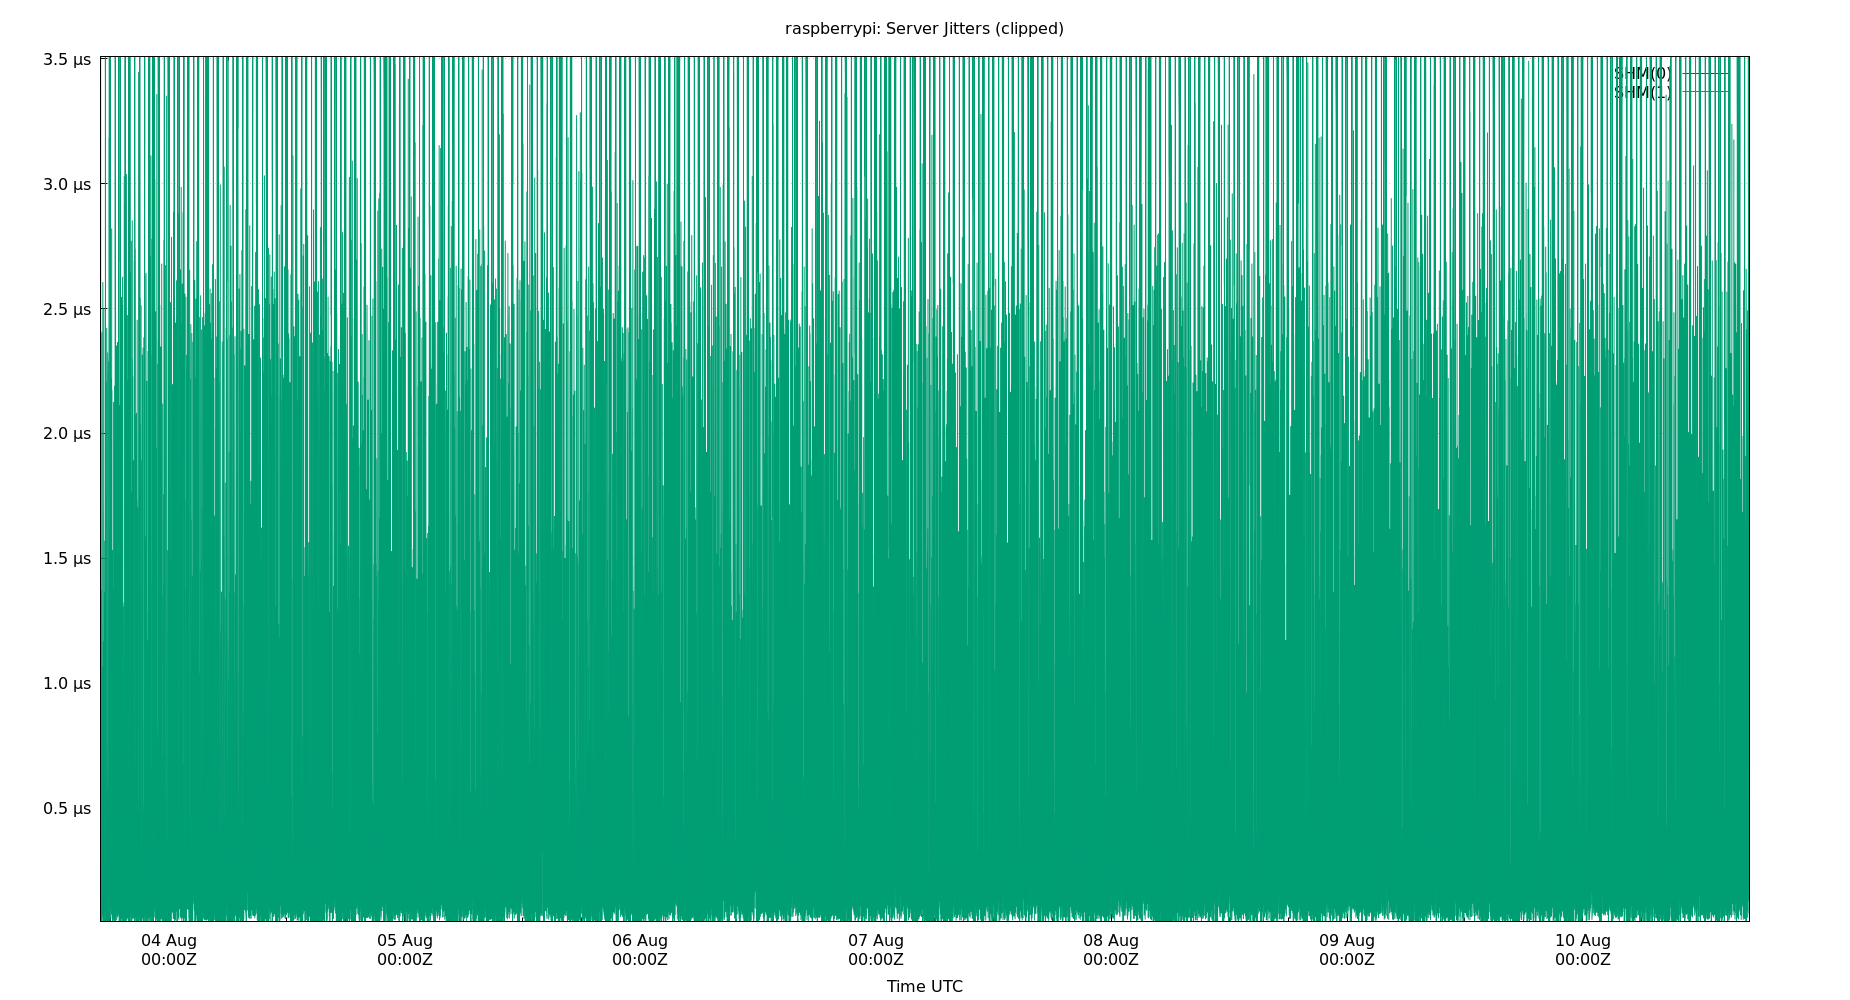 raspberrypi: Server Jitters (clipped)
3.5 µs
3.0 µs
2.5 µs
2.0 µs
1.5 µs
1.0 µs
0.5 µs
SHM(0)
SHM(1)
04 Aug
00:00Z
05 Aug
00:00Z
06 Aug
00:00Z
07 Aug
00:00Z
08 Aug
00:00Z
09 Aug
00:00Z
10 Aug
00:00Z
Time UTC